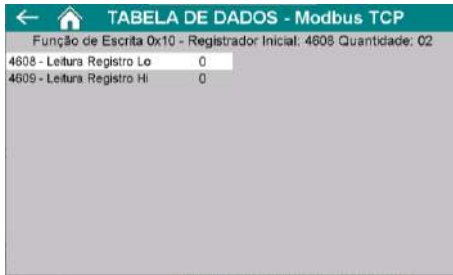 TABELA DE DADOS - Modbus TCP
Função de Escrita 0x10 - Registrador Inicial: 4608 Quantidade: 02
4608 - Leitura Registro Lo 0
4609 - Leitura Registro Hi 0